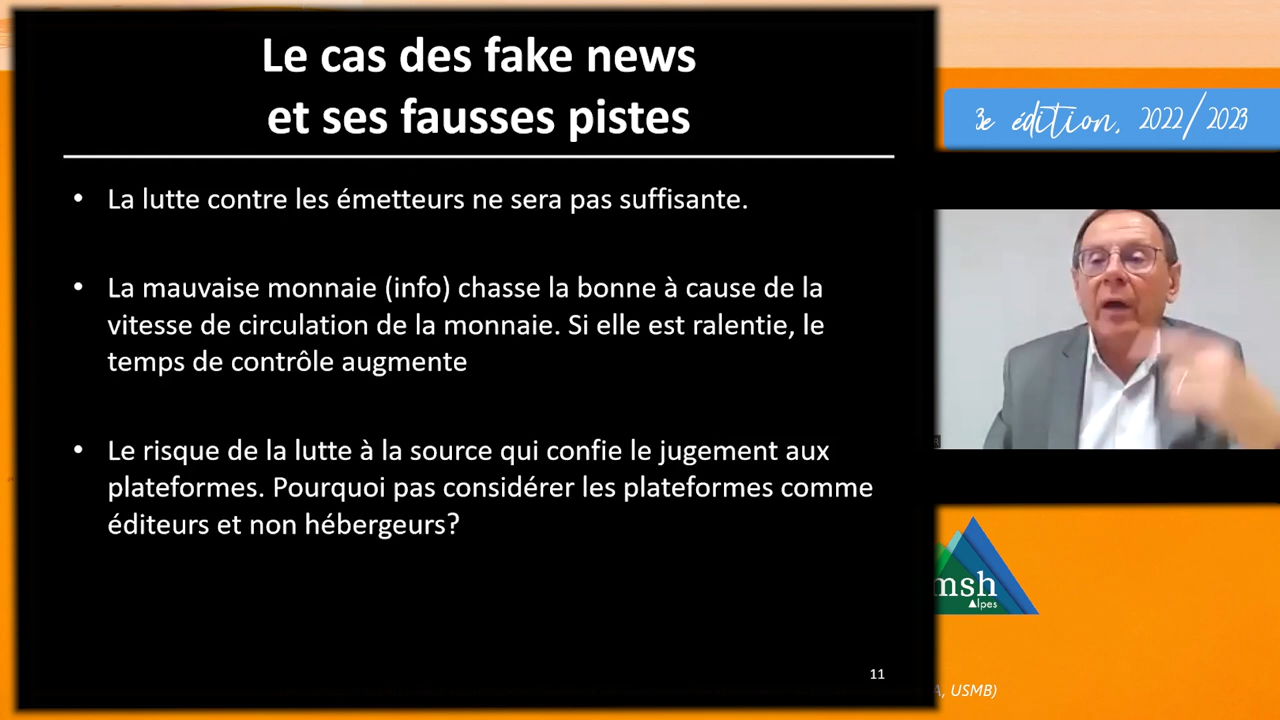 Le cas des fake news
et ses fausses pistes
3e édition, 2022/2023
• La lutte contre les émetteurs ne sera pas suffisante.
• La mauvaise monnaie (info) chasse la bonne à cause de la
vitesse de circulation de la monnaie. Si elle est ralentie, le
temps de contrôle augmente
• Le risque de la lutte à la source qui confie le jugement aux
plateformes. Pourquoi pas considérer les plateformes comme
éditeurs et non hébergeurs?
msh
Alpes
11
A, USMB)